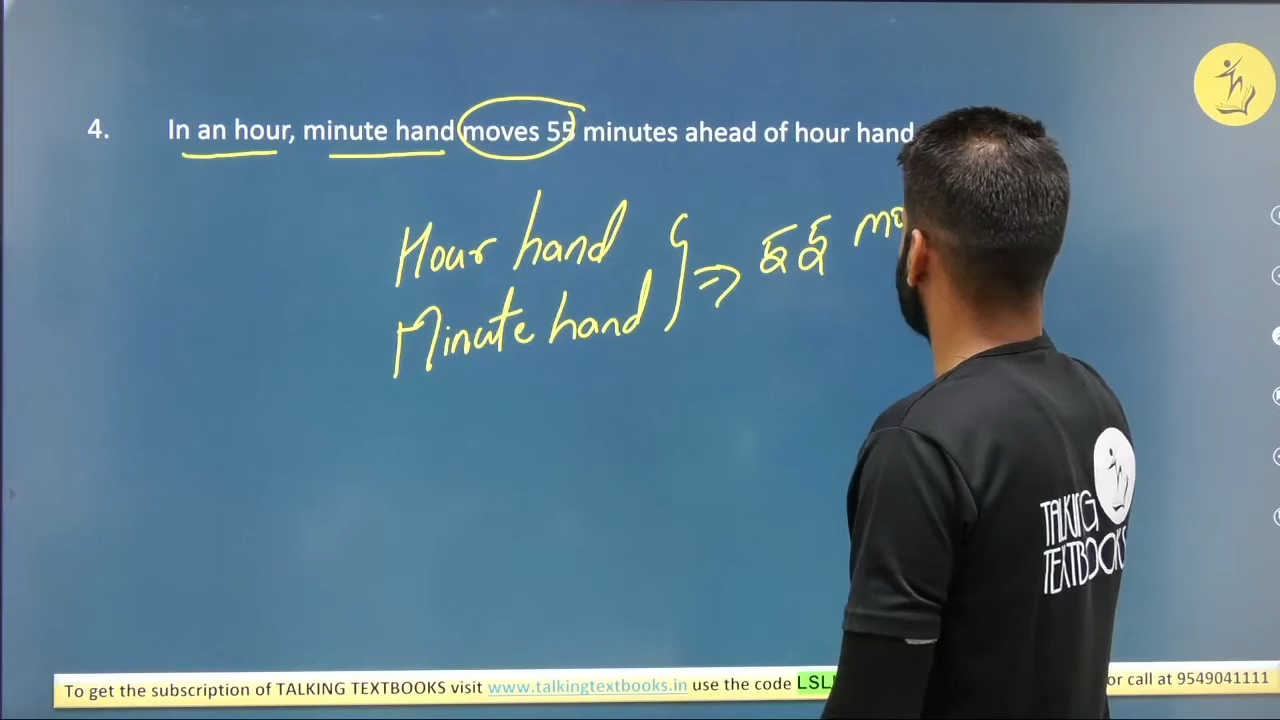 4. In an hour, minute hand moves 55 minutes ahead of hour hand
Hour hand
Minute hand
} => 55
TALKING
TEXTBOOKS
To get the subscription of TALKING TEXTBOOKS visit www.talkingtextbooks.in use the code or call at 9549041111